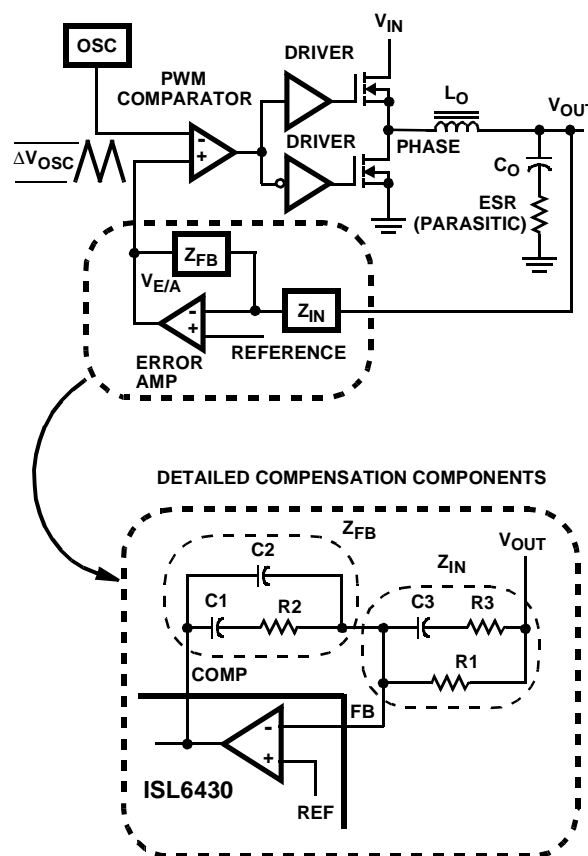 OSC
PWM
COMPARATOR
DRIVER
V_IN
DRIVER
L_O
V_OUT
PHASE
C_O
ESR
(PARASITIC)
ΔV_OSC
-
+
Z_FB
V_E/A
-
+
Z_IN
REFERENCE
ERROR
AMP
DETAILED COMPENSATION COMPONENTS
Z_FB
V_OUT
C2
Z_IN
C1
R2
C3
R3
R1
COMP
FB
-
+
ISL6430
REF